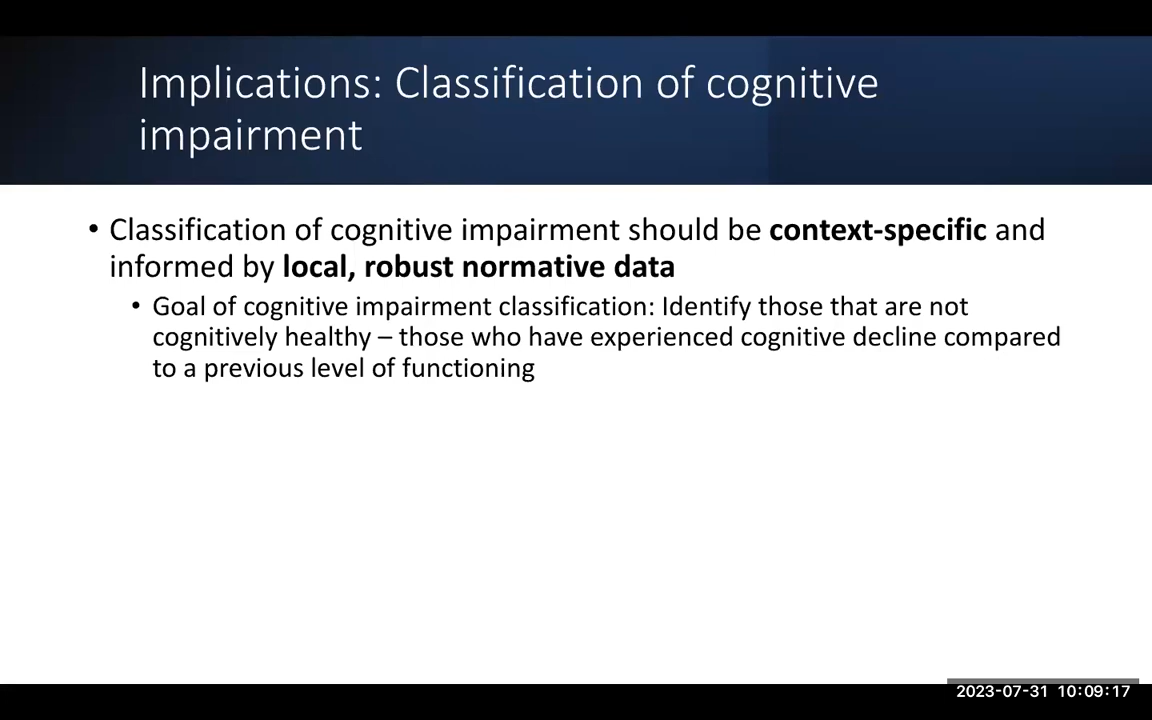 Implications: Classification of cognitive
impairment
• Classification of cognitive impairment should be context-specific and
informed by local, robust normative data
• Goal of cognitive impairment classification: Identify those that are not
cognitively healthy – those who have experienced cognitive decline compared
to a previous level of functioning
2023-07-31 10:09:17